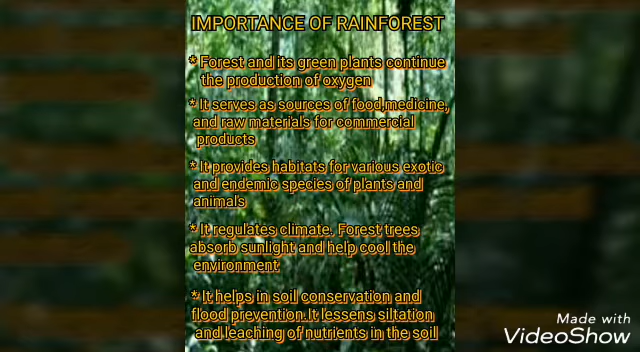 IMPORTANCE OF RAINFOREST
* Forest and its green plants continue
the production of oxygen
* It serves as sources of food,medicine,
and raw materials for commercial
products
* It provides habitats for various exotic
and endemic species of plants and
animals
* It regulates climate. Forest trees
absorb sunlight and help cool the
environment
* It helps in soil conservation and
flood prevention.It lessens siltation
and leaching of nutrients in the soil
Made with
VideoShow